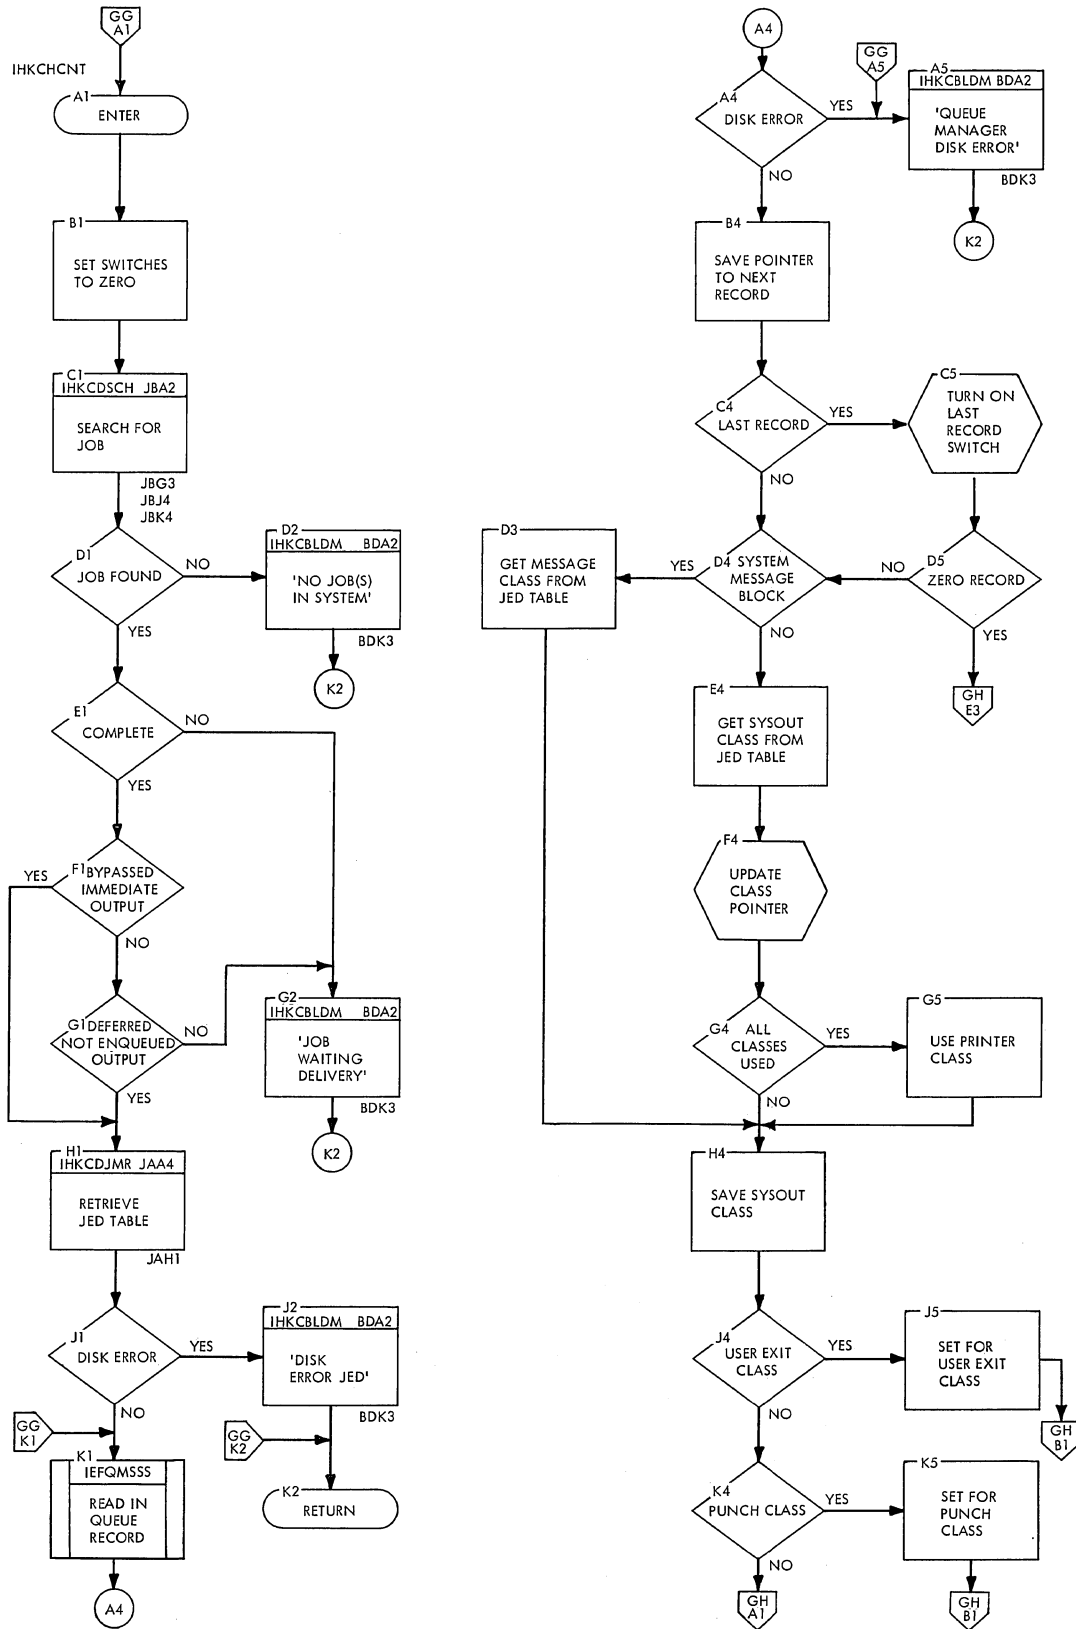 GG
A1
IHKCHCNT
A1
ENTER
B1
SET SWITCHES
TO ZERO
C1
IHKCDSCH JBA2
SEARCH FOR
JOB
JBG3
JBJ4
JBK4
D1
JOB FOUND
NO
YES
D2
IHKCBLDM BDA2
'NO JOB(S)
IN SYSTEM'
BDK3
K2
E1
COMPLETE
NO
YES
F1
BYPASSED
IMMEDIATE
OUTPUT
YES
NO
G1
DEFERRED
NOT ENQUEUED
OUTPUT
NO
YES
G2
IHKCBLDM BDA2
'JOB
WAITING
DELIVERY'
BDK3
K2
H1
IHKCDJMR JAA4
RETRIEVE
JED TABLE
JAH1
J1
DISK ERROR
YES
NO
J2
IHKCBLDM BDA2
'DISK
ERROR JED'
BDK3
GG
K1
GG
K2
K1
IEFQMSSS
READ IN
QUEUE
RECORD
K2
RETURN
A4
A4
GG
A5
A4
DISK ERROR
YES
NO
A5
IHKCBLDM BDA2
'QUEUE
MANAGER
DISK ERROR'
BDK3
K2
B4
SAVE POINTER
TO NEXT
RECORD
C4
LAST RECORD
YES
NO
C5
TURN ON
LAST
RECORD
SWITCH
D3
GET MESSAGE
CLASS FROM
JED TABLE
D4
SYSTEM
MESSAGE
BLOCK
YES
NO
D5
ZERO RECORD
NO
YES
GH
E3
E4
GET SYSOUT
CLASS FROM
JED TABLE
F4
UPDATE
CLASS
POINTER
G4
ALL
CLASSES
USED
YES
NO
G5
USE PRINTER
CLASS
H4
SAVE SYSOUT
CLASS
J4
USER EXIT
CLASS
YES
NO
J5
SET FOR
USER EXIT
CLASS
GH
B1
K4
PUNCH CLASS
YES
NO
K5
SET FOR
PUNCH
CLASS
GH
A1
GH
B1